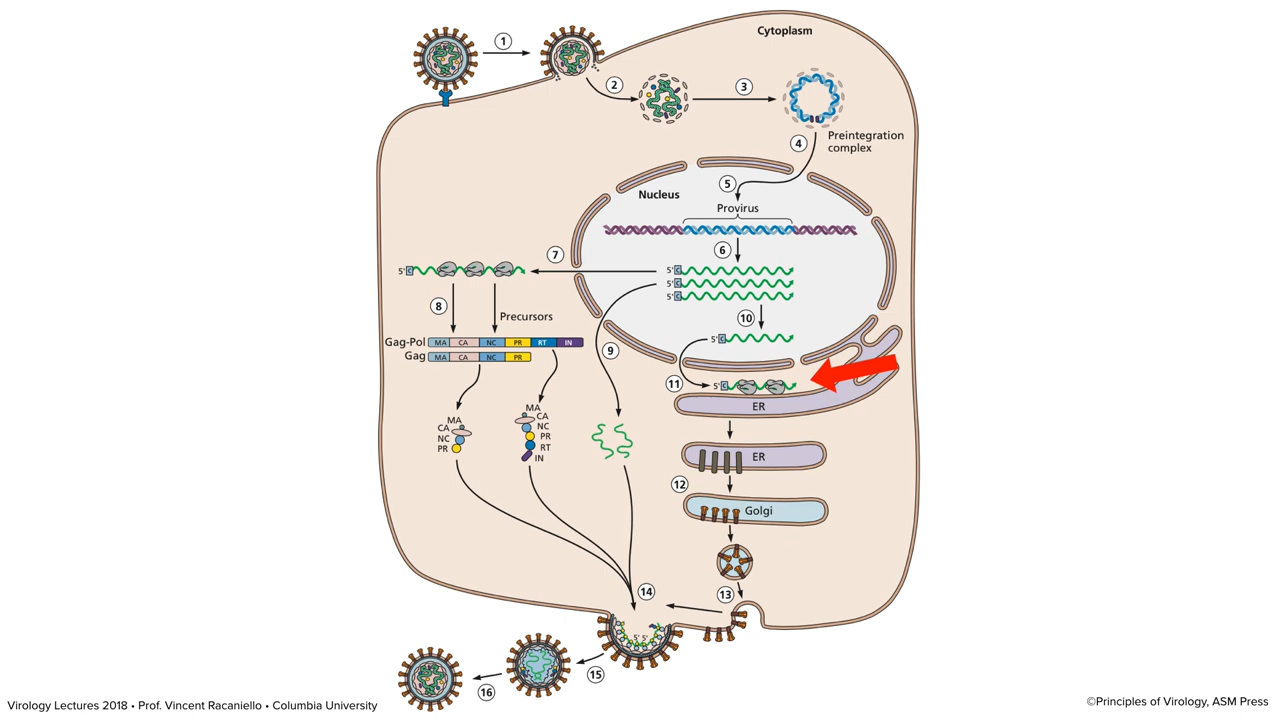 Cytoplasm
1
2
3
Preintegration
complex
4
5
Nucleus
Provirus
6
7
5' C
5' C
5' C
5' C
8
Precursors
10
5' C
Gag-Pol MA CA NC PR RT IN
Gag MA CA NC PR
9
11
5' C
ER
MA
CA
NC
PR
MA
CA
NC
PR
RT
IN
ER
12
Golgi
13
14
5' 5'
15
16
Virology Lectures 2018 • Prof. Vincent Racaniello • Columbia University
©Principles of Virology, ASM Press